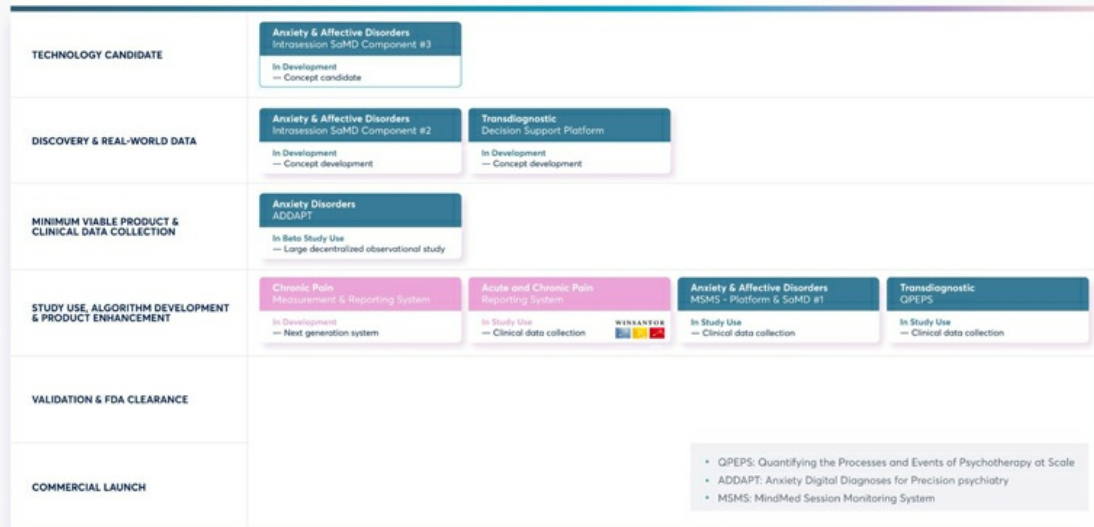 TECHNOLOGY CANDIDATE
Anxiety & Affective Disorders
Intrasession SaMD Component #3
In Development
— Concept candidate
DISCOVERY & REAL-WORLD DATA
Anxiety & Affective Disorders
Intrasession SaMD Component #2
In Development
— Concept development
Transdiagnostic
Decision Support Platform
In Development
— Concept development
MINIMUM VIABLE PRODUCT &
CLINICAL DATA COLLECTION
Anxiety Disorders
ADDAPT
In Beta Study Use
— Large decentralized observational study
STUDY USE, ALGORITHM DEVELOPMENT
& PRODUCT ENHANCEMENT
Chronic Pain
Measurement & Reporting System
In Development
— Next generation system
Acute and Chronic Pain
Reporting System
In Study Use
— Clinical data collection
WINSANTOR
Anxiety & Affective Disorders
MSMS - Platform & SaMD #1
In Study Use
— Clinical data collection
Transdiagnostic
QPEPS
In Study Use
— Clinical data collection
VALIDATION & FDA CLEARANCE
COMMERCIAL LAUNCH
• QPEPS: Quantifying the Processes and Events of Psychotherapy at Scale
• ADDAPT: Anxiety Digital Diagnoses for Precision psychiatry
• MSMS: MindMed Session Monitoring System